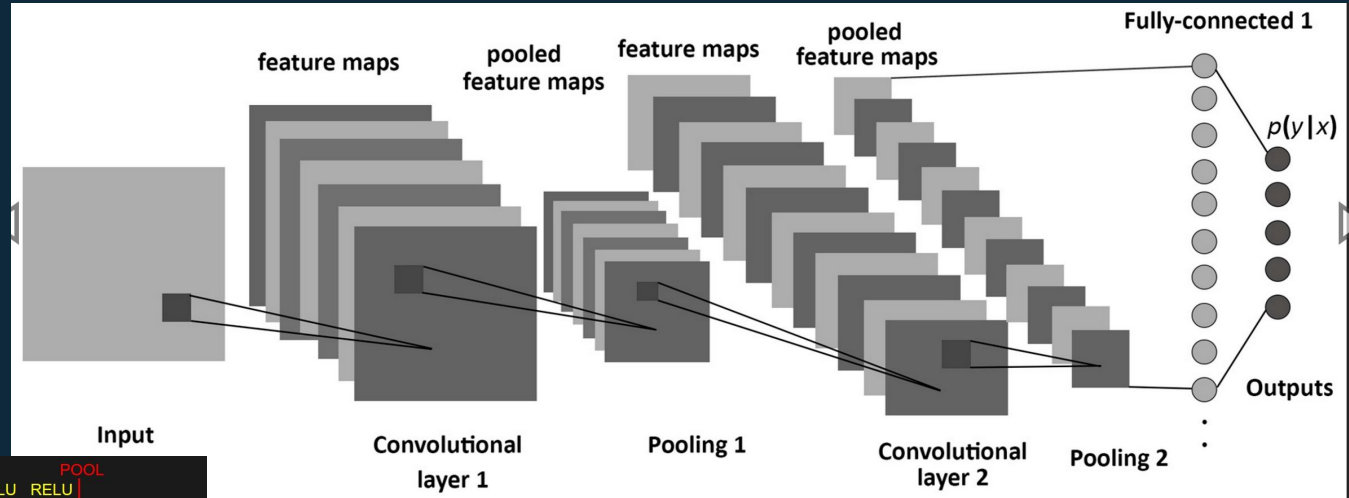 Fully-connected 1
feature maps
pooled
feature maps
feature maps
pooled
feature maps
p(y|x)
Outputs
Input
Convolutional
layer 1
Pooling 1
Convolutional
layer 2
Pooling 2
POOL
LU RELU